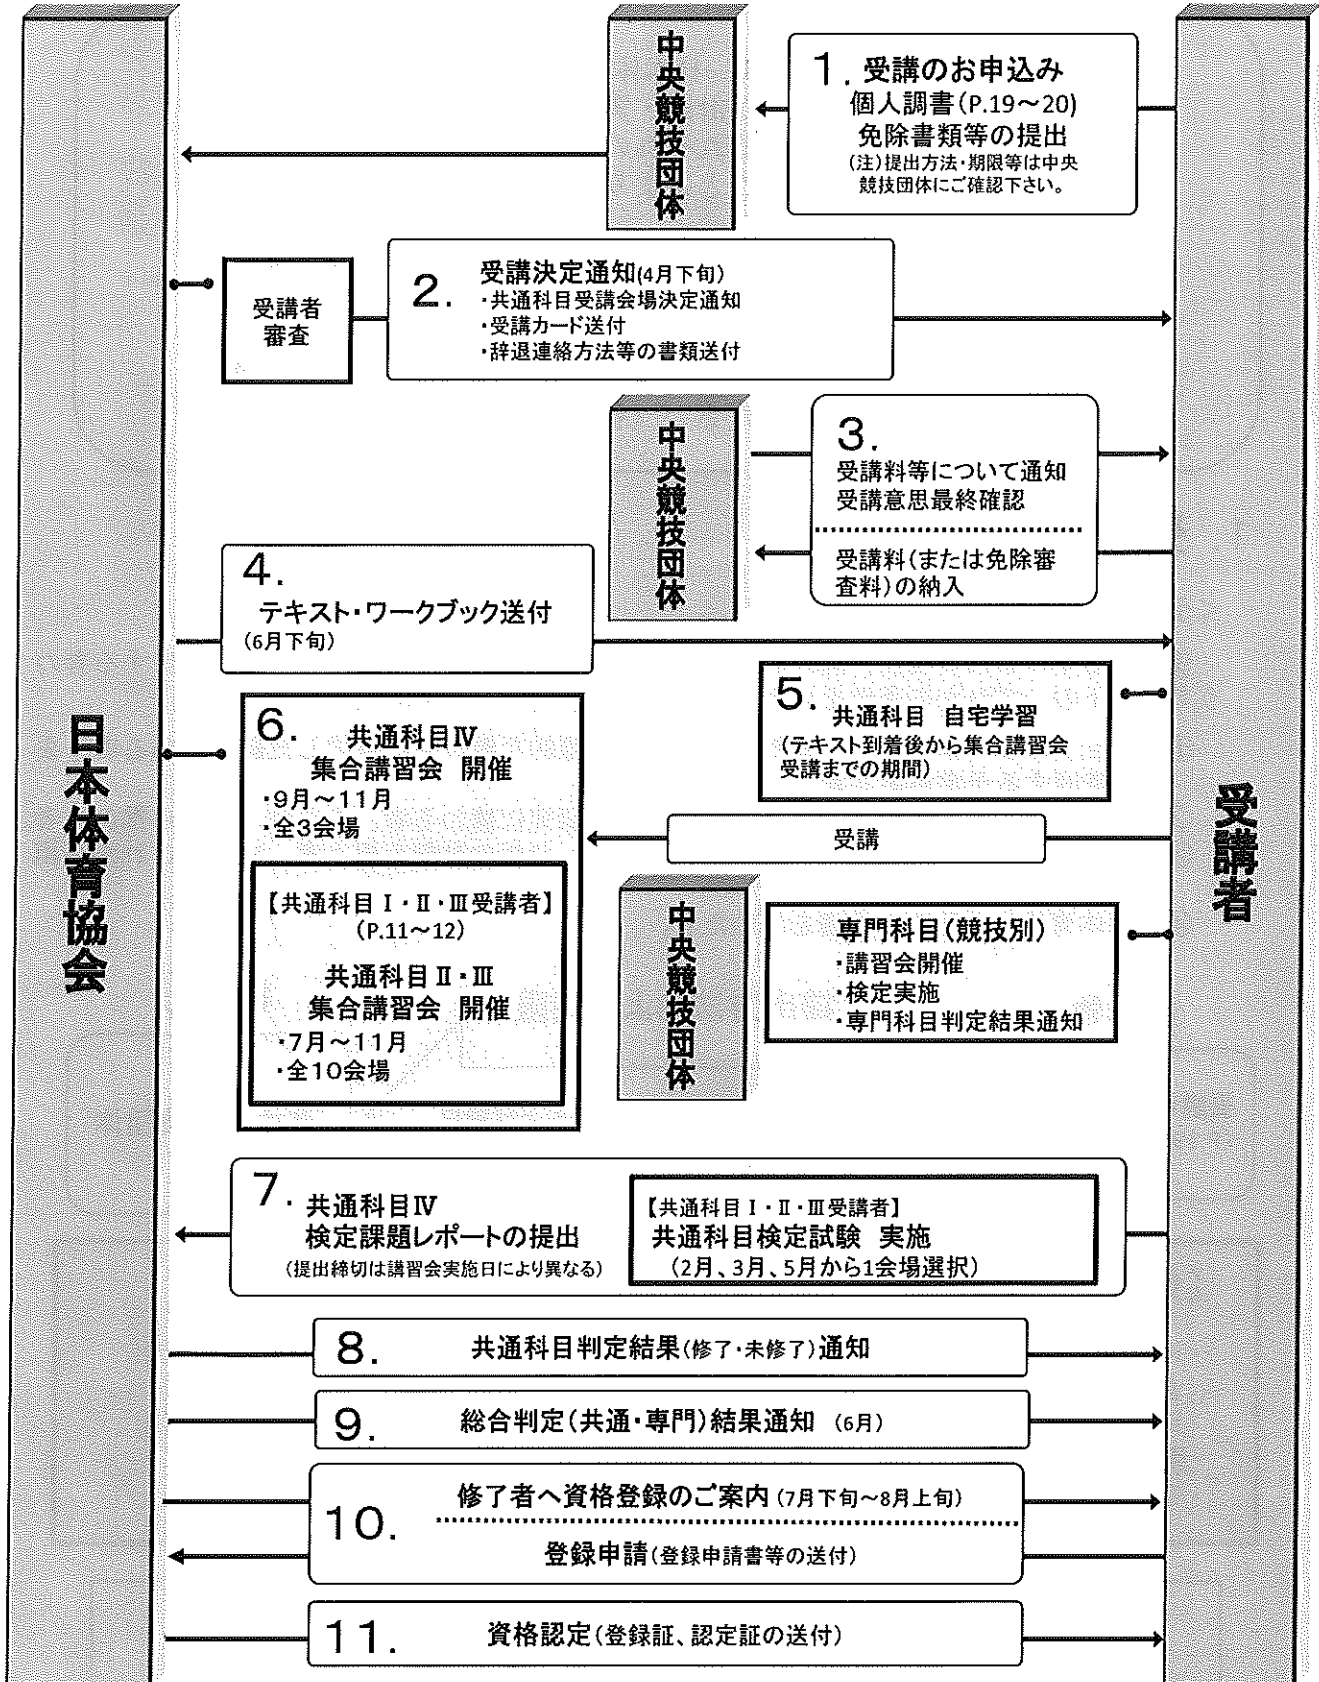 中央競技団体
1. 受講のお申込み
個人調書(P.19～20)
免除書類等の提出
(注)提出方法・期限等は中央
競技団体にご確認下さい。
受講者
審査
2. 受講決定通知(4月下旬)
・共通科目受講会場決定通知
・受講カード送付
・辞退連絡方法等の書類送付
中央競技団体
3.
受講料等について通知
受講意思最終確認
受講料(または免除審
査料)の納入
4.
テキスト・ワークブック送付
(6月下旬)
日本体育協会
受講者
5.
共通科目 自宅学習
(テキスト到着後から集合講習会
受講までの期間)
6. 共通科目Ⅳ
集合講習会 開催
・9月～11月
・全3会場
受講
【共通科目Ⅰ・Ⅱ・Ⅲ受講者】
(P.11～12)
共通科目Ⅱ・Ⅲ
集合講習会 開催
・7月～11月
・全10会場
中央競技団体
専門科目(競技別)
・講習会開催
・検定実施
・専門科目判定結果通知
7. 共通科目Ⅳ
検定課題レポートの提出
(提出締切は講習会実施日により異なる)
【共通科目Ⅰ・Ⅱ・Ⅲ受講者】
共通科目検定試験 実施
(2月、3月、5月から1会場選択)
8. 共通科目判定結果(修了・未修了)通知
9. 総合判定(共通・専門)結果通知 (6月)
10. 修了者へ資格登録のご案内(7月下旬～8月上旬)
登録申請(登録申請書等の送付)
11. 資格認定(登録証、認定証の送付)